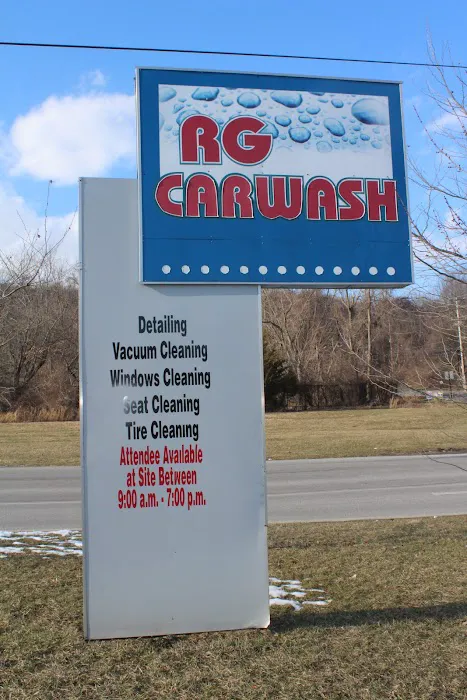 RG
CARWASH
Detailing
Vacuum Cleaning
Windows Cleaning
Seat Cleaning
Tire Cleaning
Attendee Available
at Site Between
9:00 a.m. - 7:00 p.m.